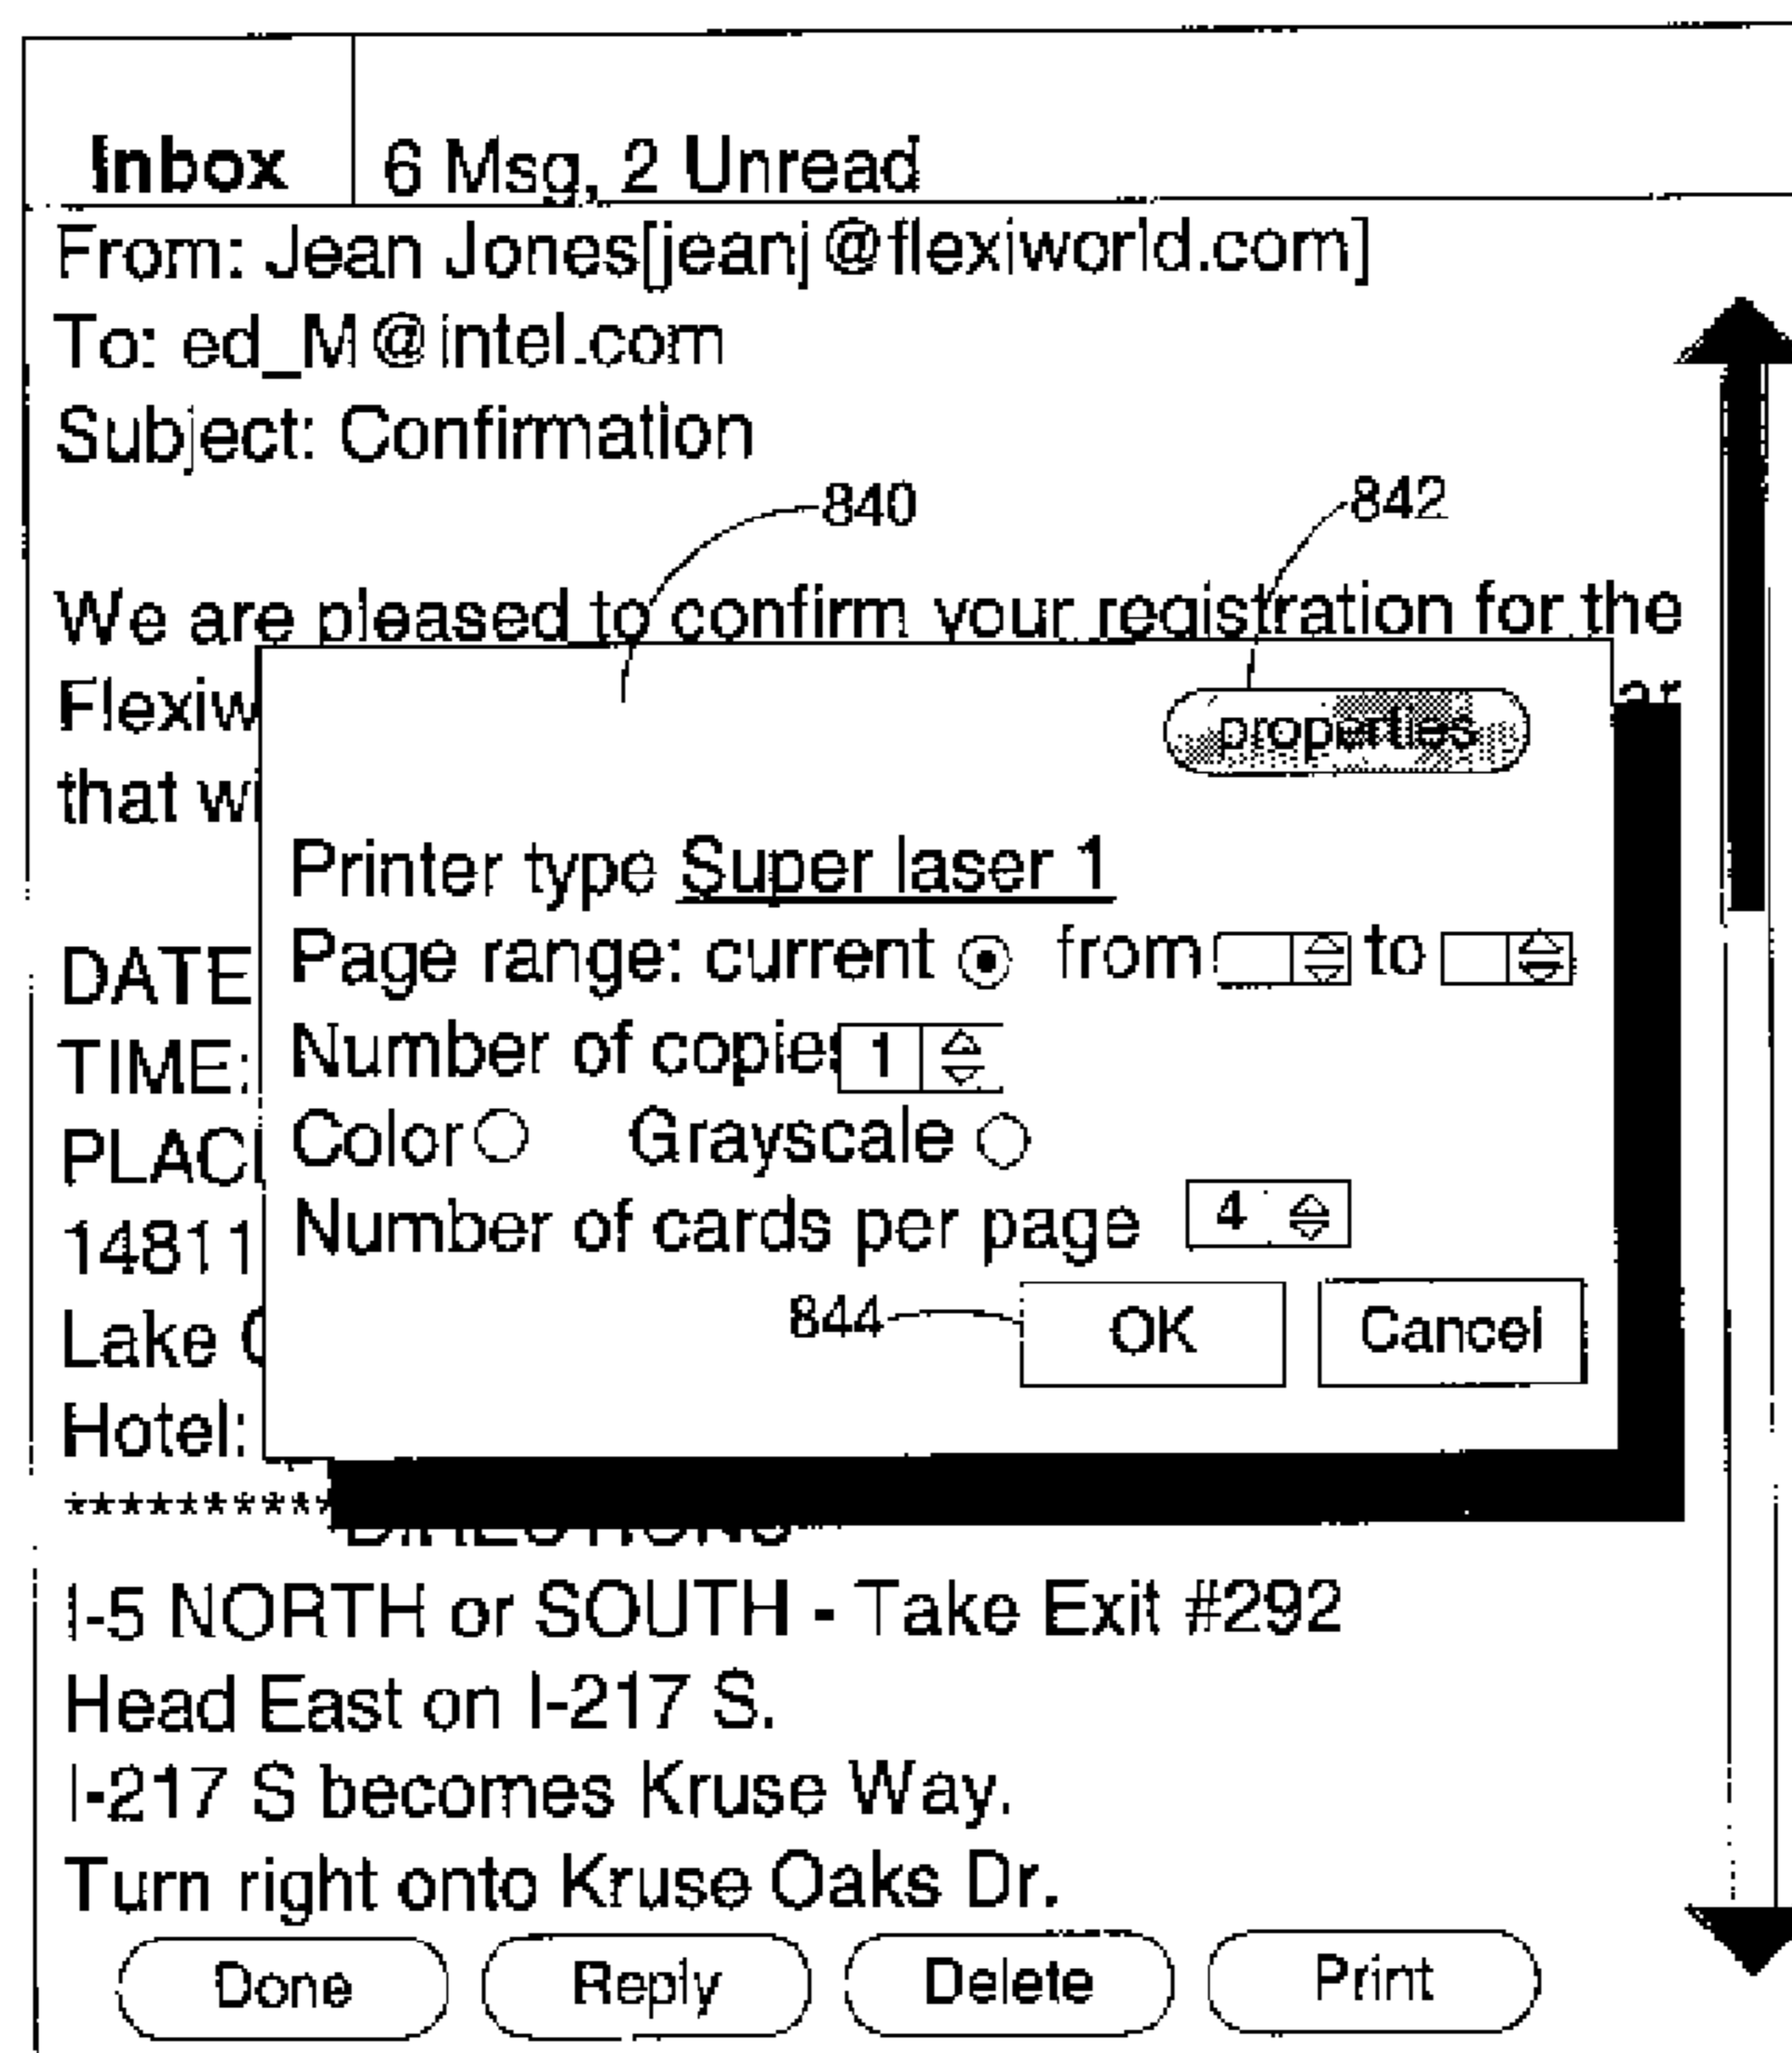 Inbox 6 Msg, 2 Unread
From: Jean Jones[jeanj@flexiworld.com]
To: ed_M@intel.com
Subject: Confirmation
840 842
We are pleased to confirm your registration for the
Flexiw
that wi
properties
Printer type Super laser 1
Page range: current from to
Number of copies 1
Color Grayscale
Number of cards per page 4
844 OK Cancel
DATE
TIME:
PLACE
14811
Lake
Hotel:
**********
DIRECTIONS
I-5 NORTH or SOUTH - Take Exit #292
Head East on I-217 S.
I-217 S becomes Kruse Way.
Turn right onto Kruse Oaks Dr.
Done Reply Delete Print